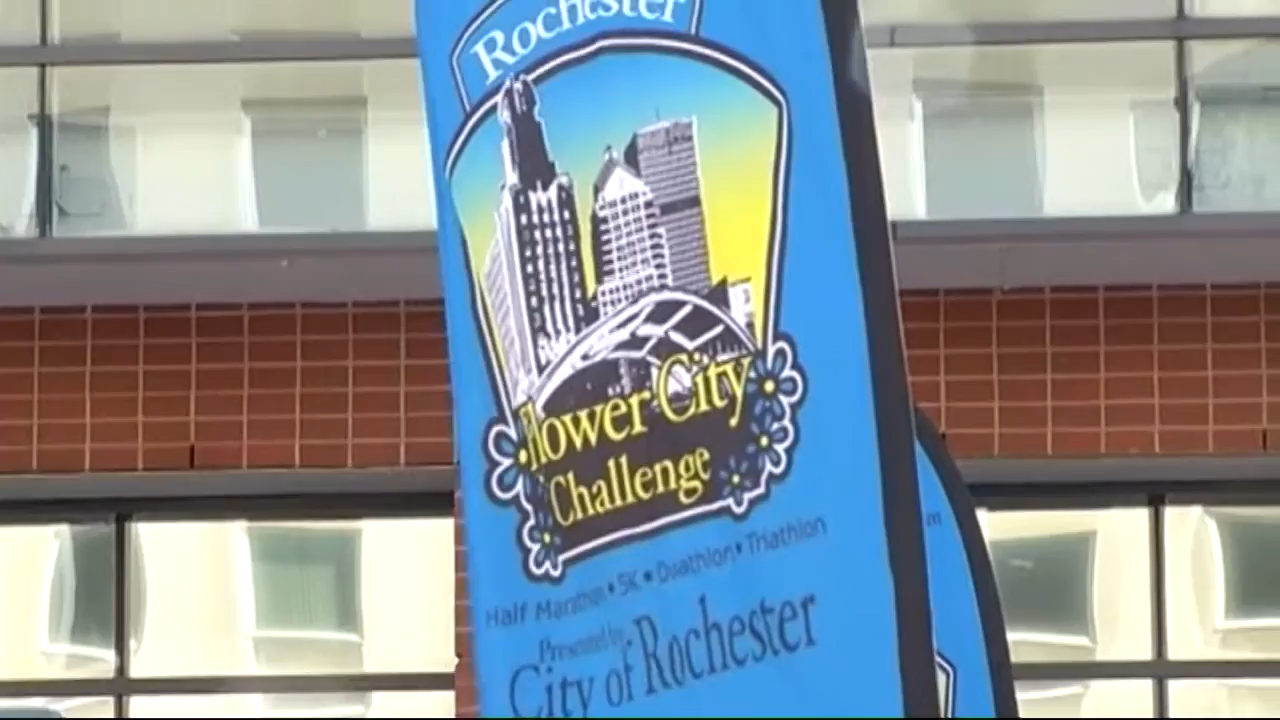 Rochester
Flower City
Challenge
Half Marathon • 5K • Duathlon • Triathlon
Presented by
City of Rochester